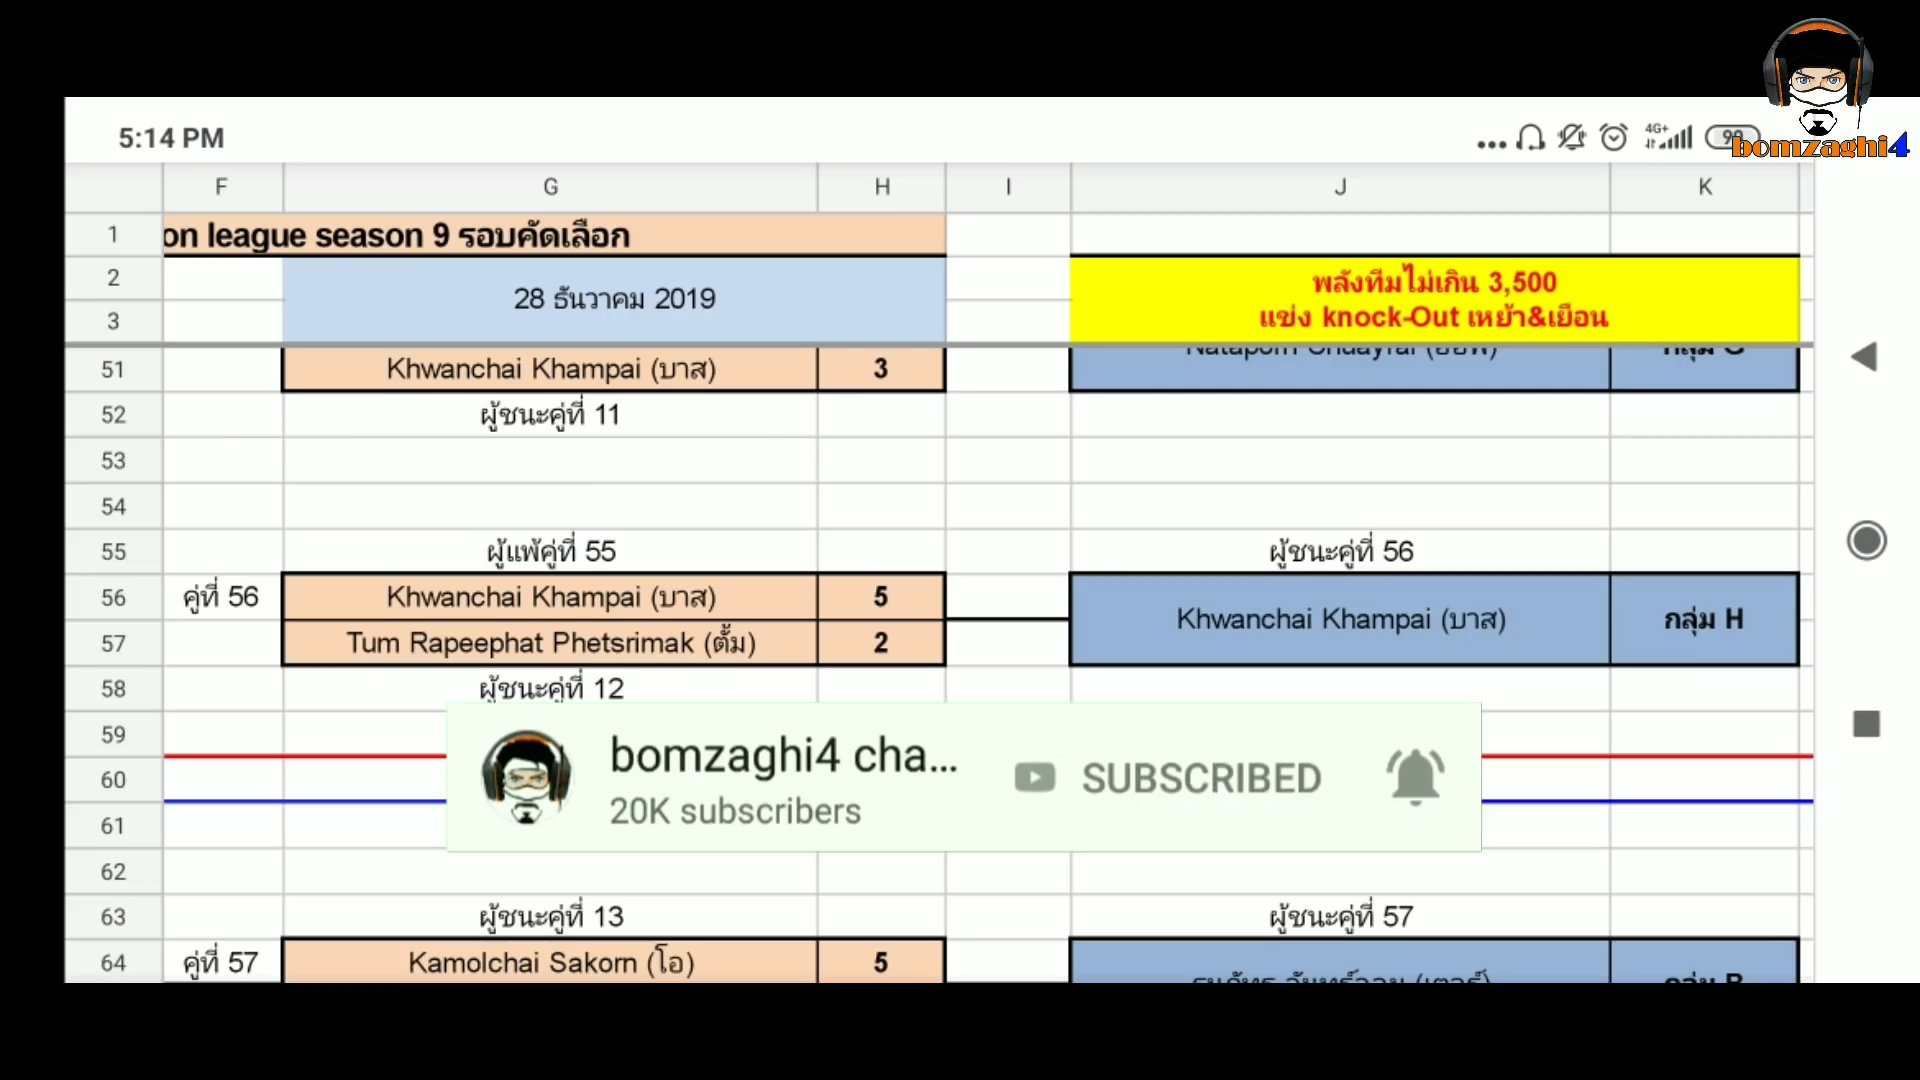 bomzaghi4
5:14 PM
4G+
F G H I J K
1 on league season 9 รอบคัดเลือก
2 28 ธันวาคม 2019 พลังทีมไม่เกิน 3,500
3 แข่ง knock-Out เหย้า&เยือน
51 Khwanchai Khampai (บาส) 3
52 ผู้ชนะคู่ที่ 11
53
54
55 ผู้แพ้คู่ที่ 55 ผู้ชนะคู่ที่ 56
56 คู่ที่ 56 Khwanchai Khampai (บาส) 5 Khwanchai Khampai (บาส) กลุ่ม H
57 Tum Rapeephat Phetsrimak (ตั้ม) 2
58 ผู้ชนะคู่ที่ 12
59
60
61
bomzaghi4 cha...
20K subscribers
SUBSCRIBED
62
63 ผู้ชนะคู่ที่ 13 ผู้ชนะคู่ที่ 57
64 คู่ที่ 57 Kamolchai Sakorn (โอ) 5